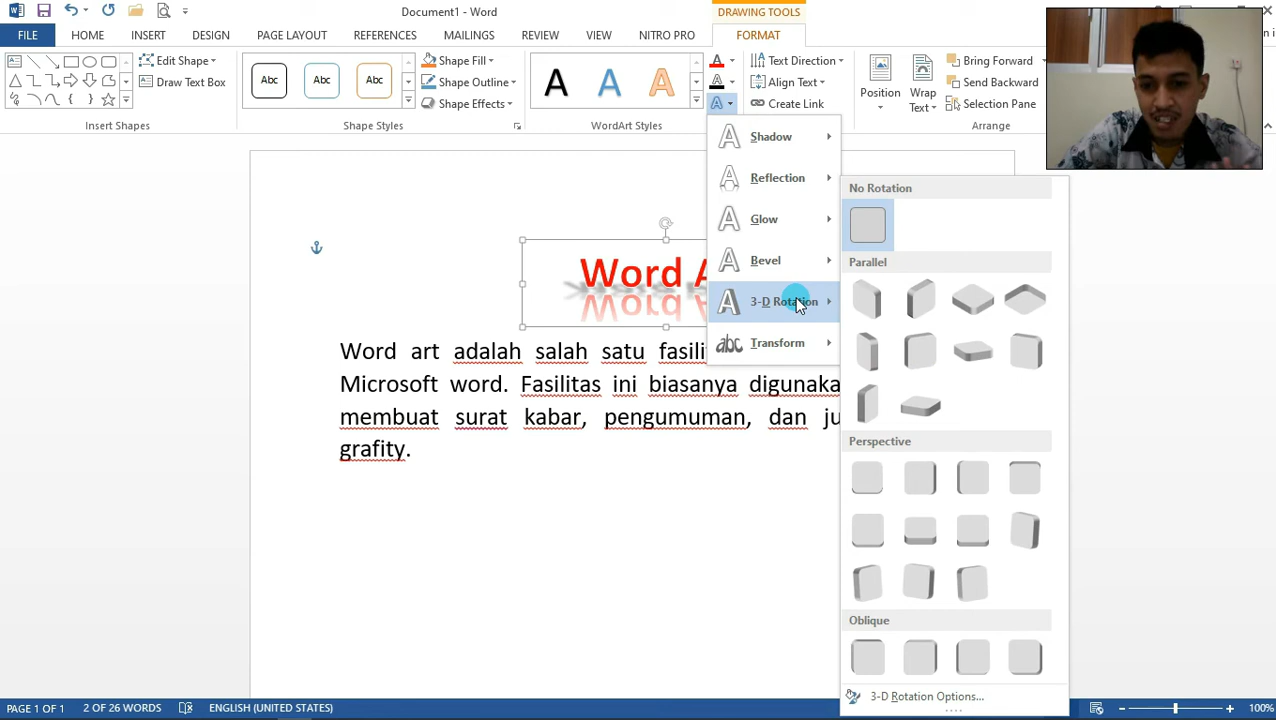 Document1 - Word
DRAWING TOOLS
FILE HOME INSERT DESIGN PAGE LAYOUT REFERENCES MAILINGS REVIEW VIEW NITRO PRO FORMAT
Edit Shape
Draw Text Box
Insert Shapes
Abc Abc Abc
Shape Fill
Shape Outline
Shape Effects
Shape Styles
A A A
WordArt Styles
Text Direction
Align Text
Create Link
Position
Wrap
Text
Bring Forward
Send Backward
Selection Pane
Arrange
Shadow
Reflection
Glow
Bevel
3-D Rotation
Transform
No Rotation
Parallel
Perspective
Oblique
3-D Rotation Options...
Word A
Word art adalah salah satu fasili
Microsoft word. Fasilitas ini biasanya digunaka
membuat surat kabar, pengumuman, dan ju
grafity.
PAGE 1 OF 1 2 OF 26 WORDS ENGLISH (UNITED STATES) 100%